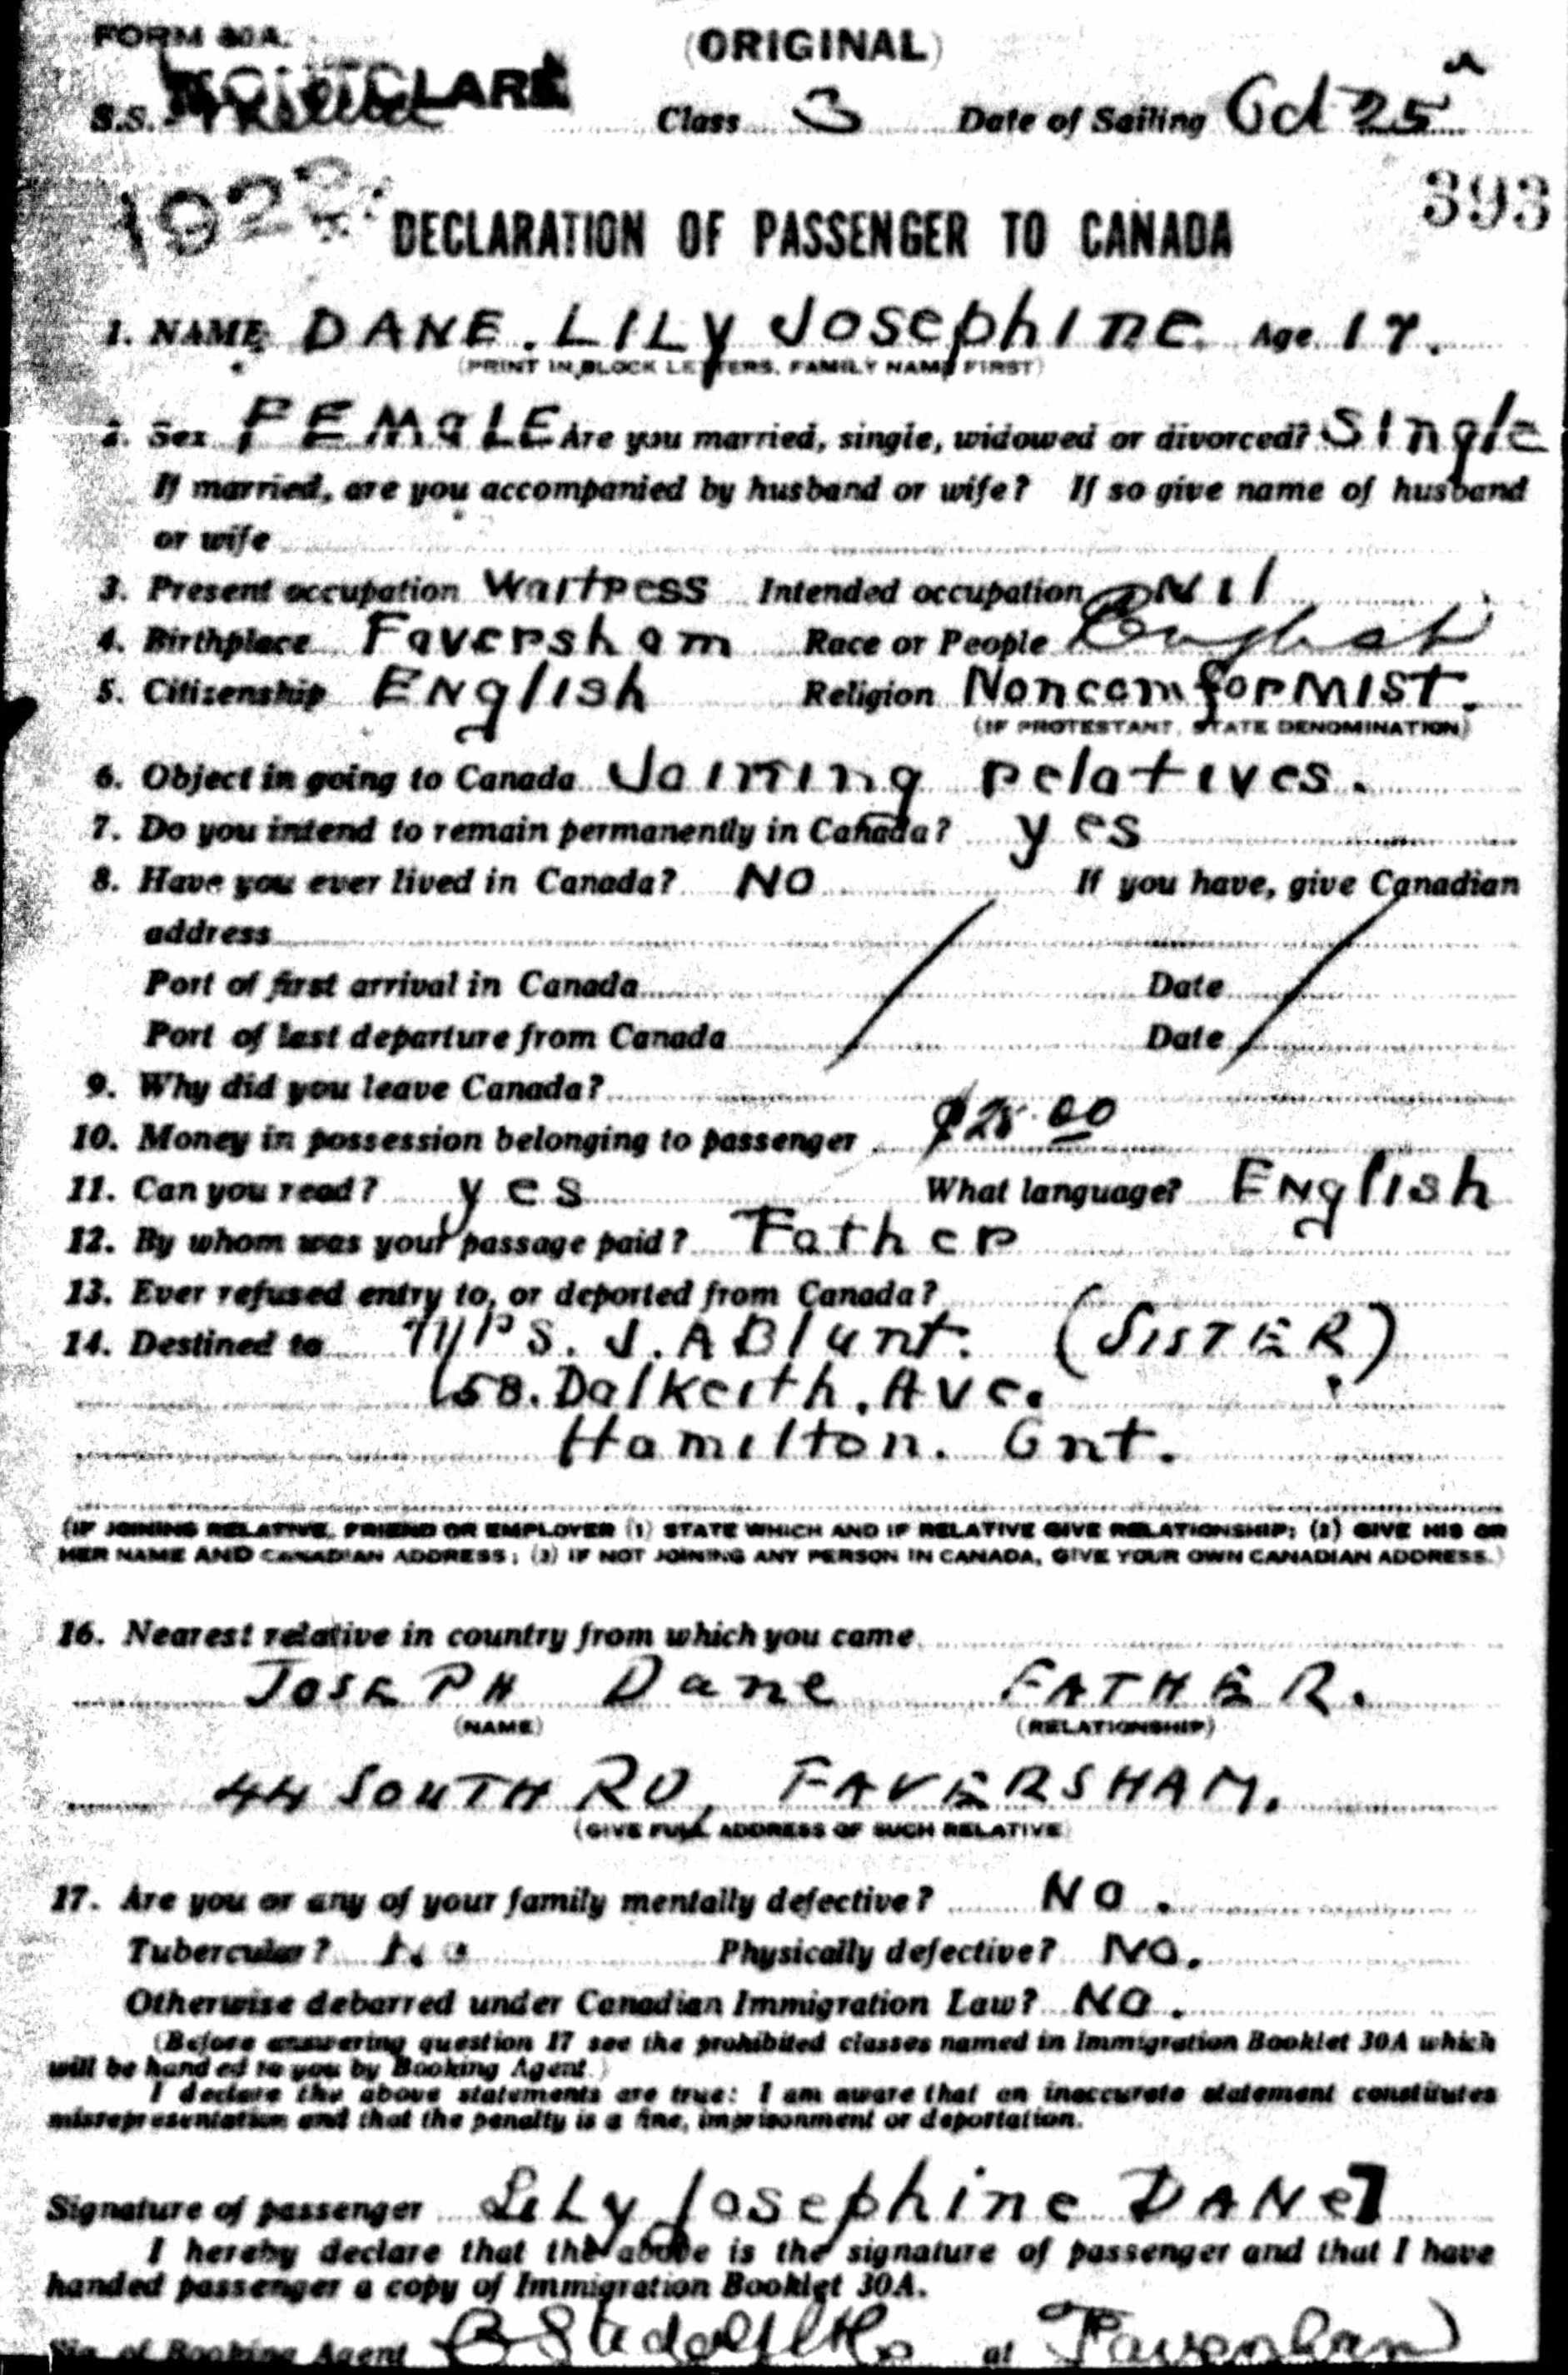 FORM 30A. (ORIGINAL)
S.S. MONTCLARE Class 3 Date of Sailing Oct 25
192
393
DECLARATION OF PASSENGER TO CANADA
1. NAME DANE. LILY Josephine. Age 17.
(PRINT IN BLOCK LETTERS. FAMILY NAME FIRST)
2. Sex FEMaLE Are you married, single, widowed or divorced? Single
If married, are you accompanied by husband or wife? If so give name of husband
or wife
3. Present occupation Waitress Intended occupation Nil
4. Birthplace Faversham Race or People English
5. Citizenship English Religion NoncomforMIST.
(IF PROTESTANT, STATE DENOMINATION)
6. Object in going to Canada Joining relatives.
7. Do you intend to remain permanently in Canada? yes
8. Have you ever lived in Canada? NO If you have, give Canadian
address
Port of first arrival in Canada Date
Port of last departure from Canada Date
9. Why did you leave Canada?
10. Money in possession belonging to passenger $25.00
11. Can you read? yes What language? English
12. By whom was your passage paid? Father
13. Ever refused entry to, or deported from Canada?
14. Destined to Mrs. J. A Blunt. (SISTER)
158. Dalkeith. Ave.
Hamilton. Ont.
(IF JOINING RELATIVE, FRIEND OR EMPLOYER (1) STATE WHICH AND IF RELATIVE GIVE RELATIONSHIP; (2) GIVE HIS OR
HER NAME AND CANADIAN ADDRESS; (3) IF NOT JOINING ANY PERSON IN CANADA, GIVE YOUR OWN CANADIAN ADDRESS.)
16. Nearest relative in country from which you came
JOSEPH Dane FATHER.
(NAME) (RELATIONSHIP)
44 SOUTH RD, FAVERSHAM.
(GIVE FULL ADDRESS OF SUCH RELATIVE)
17. Are you or any of your family mentally defective? No.
Tubercular? No Physically defective? No.
Otherwise debarred under Canadian Immigration Law? No.
(Before answering question 17 see the prohibited classes named in Immigration Booklet 30A which
will be handed to you by Booking Agent.)
I declare the above statements are true: I am aware that an inaccurate statement constitutes
misrepresentation and that the penalty is a fine, imprisonment or deportation.
Signature of passenger LiLy Josephine DANe
I hereby declare that the above is the signature of passenger and that I have
handed passenger a copy of Immigration Booklet 30A.
Sig. of Booking Agent at Faversham